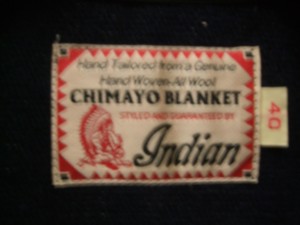 Hand Tailored from a Genuine
Hand Woven-All Wool
CHIMAYO BLANKET
STYLED AND GUARANTEED BY
Indian
40